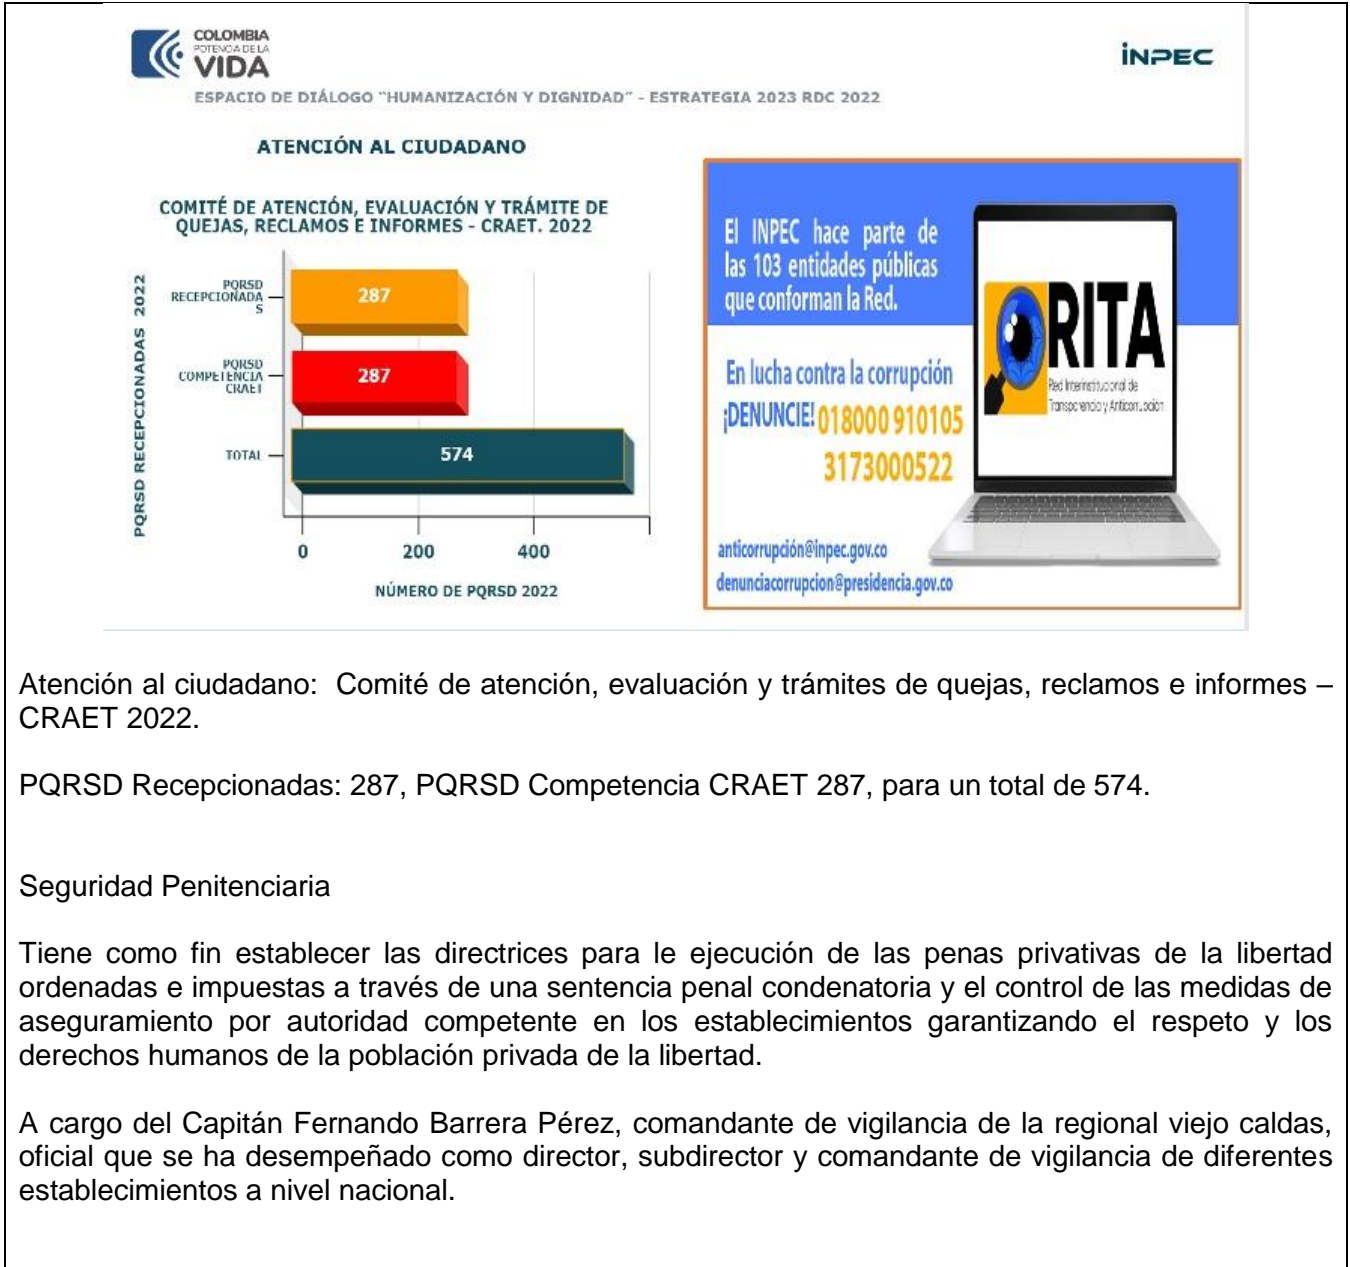 COLOMBIA
POTENCIA DE LA
VIDA
INPEC
ESPACIO DE DIÁLOGO "HUMANIZACIÓN Y DIGNIDAD" - ESTRATEGIA 2023 RDC 2022
ATENCIÓN AL CIUDADANO
COMITÉ DE ATENCIÓN, EVALUACIÓN Y TRÁMITE DE
QUEJAS, RECLAMOS E INFORMES - CRAET. 2022
PQRSD RECEPCIONADAS 2022
PQRSD
RECEPCIONADA
S
287
PQRSD
COMPETENCIA
CRAET
287
TOTAL
574
0 200 400
NÚMERO DE PQRSD 2022
El INPEC hace parte de
las 103 entidades públicas
que conforman la Red.
En lucha contra la corrupción
¡DENUNCIE! 018000 910105
3173000522
anticorrupción@inpec.gov.co
denunciacorrupcion@presidencia.gov.co
RITA
Red Interinstitucional de
Transparencia y Anticorrupción
Atención al ciudadano: Comité de atención, evaluación y trámites de quejas, reclamos e informes –
CRAET 2022.
PQRSD Recepcionadas: 287, PQRSD Competencia CRAET 287, para un total de 574.
Seguridad Penitenciaria
Tiene como fin establecer las directrices para le ejecución de las penas privativas de la libertad
ordenadas e impuestas a través de una sentencia penal condenatoria y el control de las medidas de
aseguramiento por autoridad competente en los establecimientos garantizando el respeto y los
derechos humanos de la población privada de la libertad.
A cargo del Capitán Fernando Barrera Pérez, comandante de vigilancia de la regional viejo caldas,
oficial que se ha desempeñado como director, subdirector y comandante de vigilancia de diferentes
establecimientos a nivel nacional.